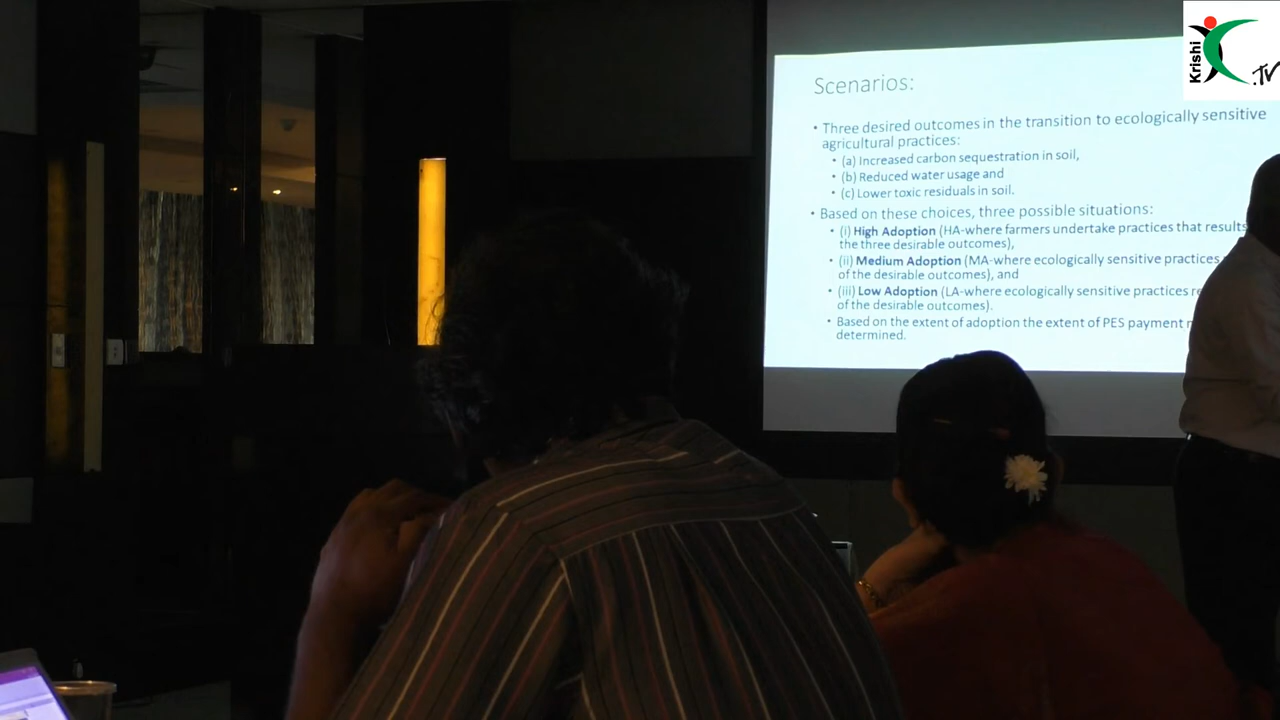 Krishi
.TV
Scenarios:
• Three desired outcomes in the transition to ecologically sensitive
agricultural practices:
• (a) Increased carbon sequestration in soil,
• (b) Reduced water usage and
• (c) Lower toxic residuals in soil.
• Based on these choices, three possible situations:
• (i) High Adoption (HA-where farmers undertake practices that results
the three desirable outcomes),
• (ii) Medium Adoption (MA-where ecologically sensitive practices
of the desirable outcomes), and
• (iii) Low Adoption (LA-where ecologically sensitive practices
of the desirable outcomes).
• Based on the extent of adoption the extent of PES payment
determined.